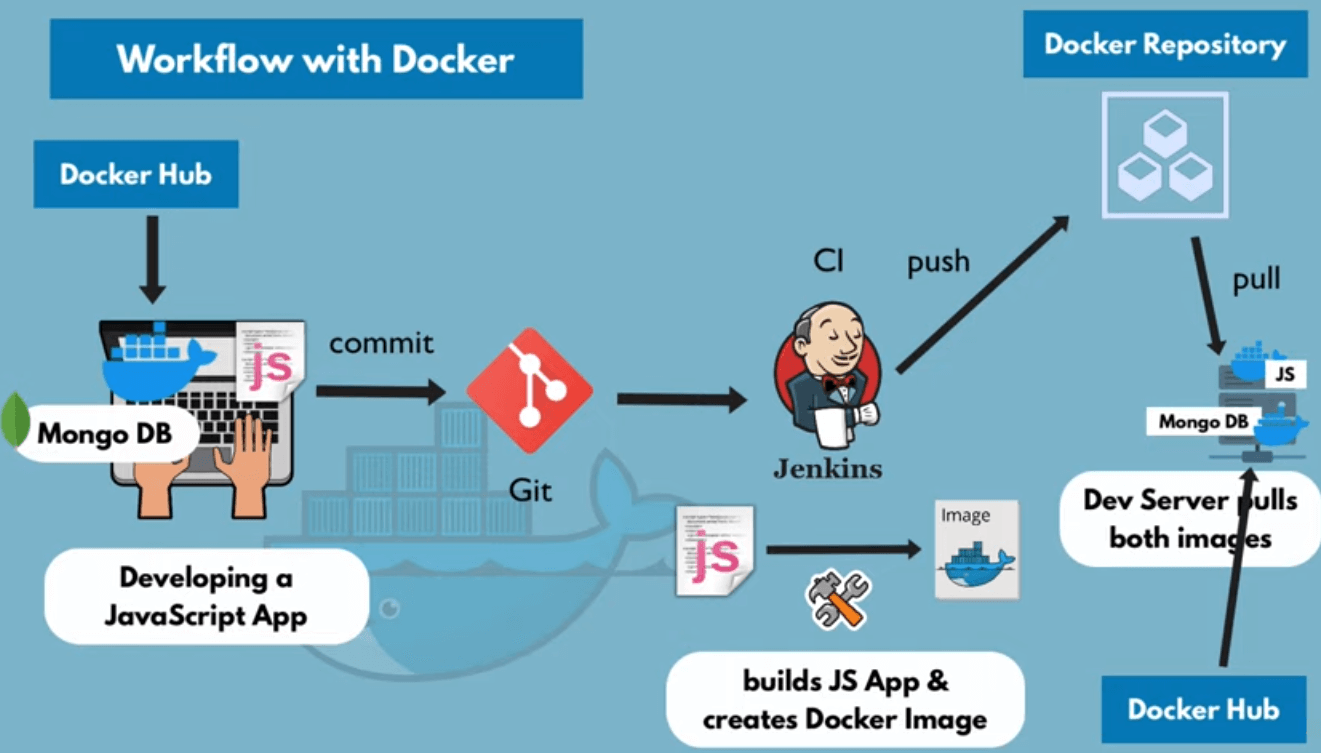 Workflow with Docker
Docker Repository
Docker Hub
CI
push
pull
commit
js
JS
Mongo DB
Mongo DB
Jenkins
Git
Dev Server pulls
both images
js
Image
Developing a
JavaScript App
builds JS App &
creates Docker Image
Docker Hub